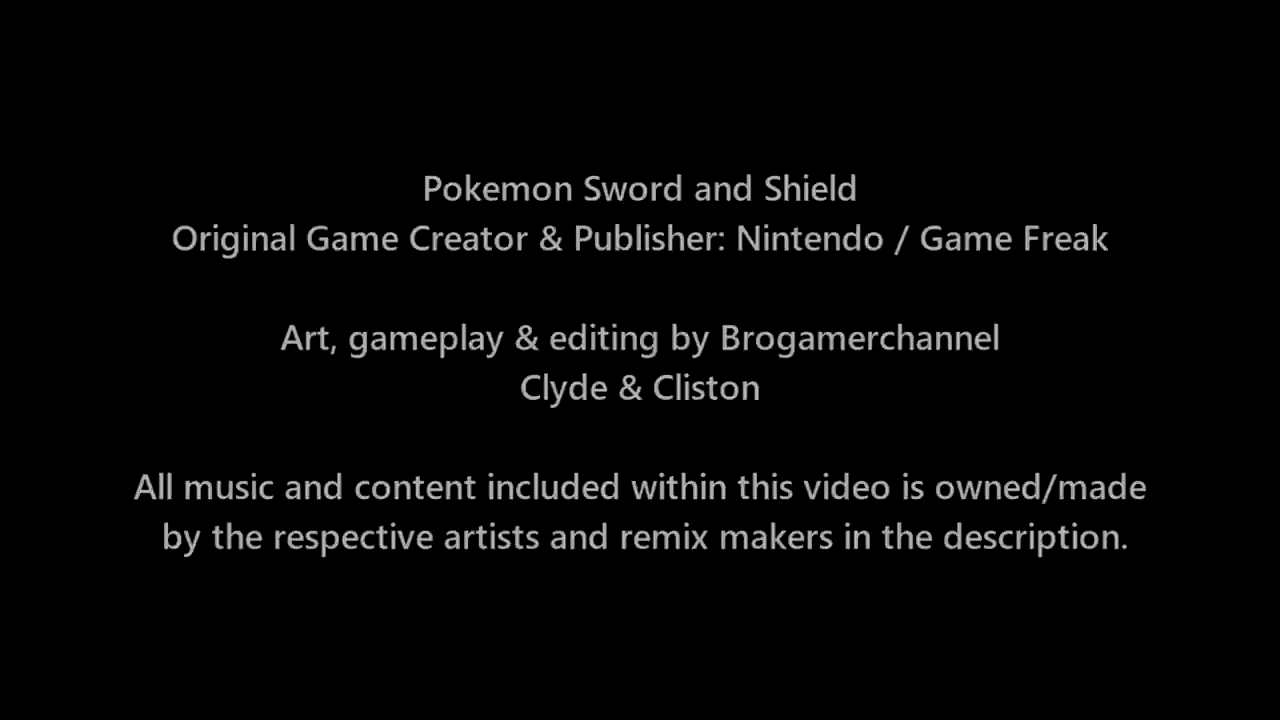 Pokemon Sword and Shield
Original Game Creator & Publisher: Nintendo / Game Freak
Art, gameplay & editing by Brogamerchannel
Clyde & Cliston
All music and content included within this video is owned/made
by the respective artists and remix makers in the description.